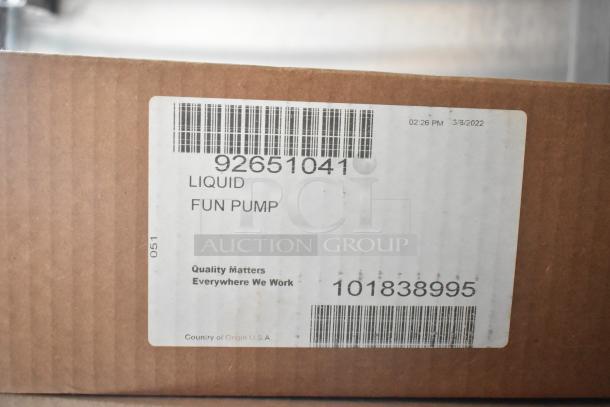 02:26 PM 3/8/2022
92651041
LIQUID
FUN PUMP
PCi
AUCTION GROUP
051
Quality Matters
Everywhere We Work
101838995
Country of Origin U.S.A